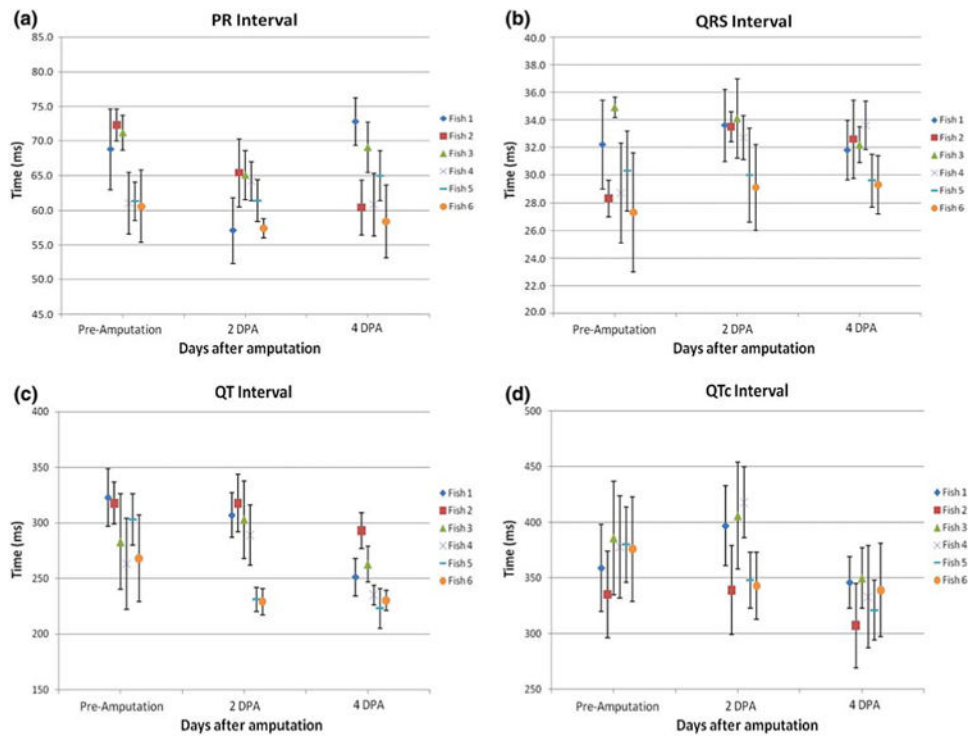 (a)
PR Interval
85.0
80.0
75.0
70.0
65.0
60.0
55.0
50.0
45.0
Time (ms)
Pre-Amputation
2 DPA
4 DPA
Days after amputation
Fish 1
Fish 2
Fish 3
Fish 4
Fish 5
Fish 6
(b)
QRS Interval
40.0
38.0
36.0
34.0
32.0
30.0
28.0
26.0
24.0
22.0
20.0
Time (ms)
Pre-Amputation
2 DPA
4 DPA
Days after amputation
Fish 1
Fish 2
Fish 3
Fish 4
Fish 5
Fish 6
(c)
QT Interval
400
350
300
250
200
150
Time (ms)
Pre-Amputation
2 DPA
4 DPA
Days after amputation
Fish 1
Fish 2
Fish 3
Fish 4
Fish 5
Fish 6
(d)
QTc Interval
500
450
400
350
300
250
Time (ms)
Pre-Amputation
2 DPA
4 DPA
Days after amputation
Fish 1
Fish 2
Fish 3
Fish 4
Fish 5
Fish 6